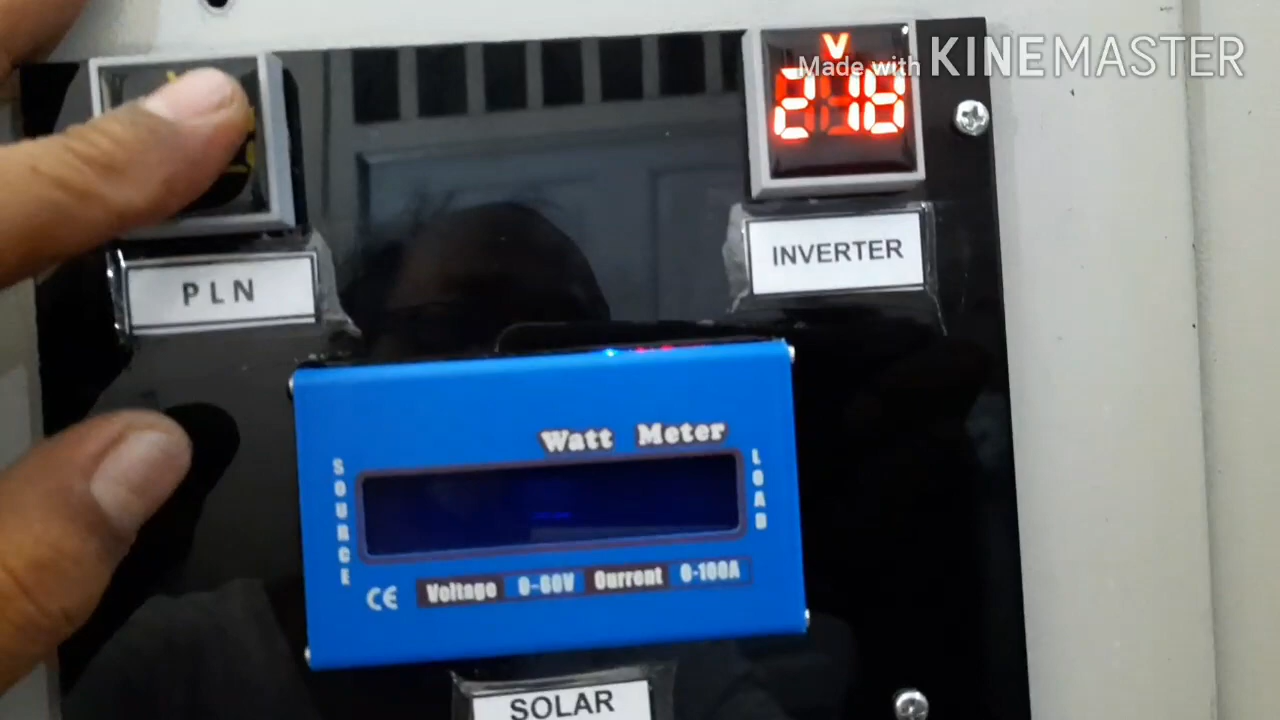 V
218
Made with KINEMASTER
PLN
INVERTER
Watt Meter
SOURCE
LOAD
CE Voltage 0-60V Current 0-100A
SOLAR